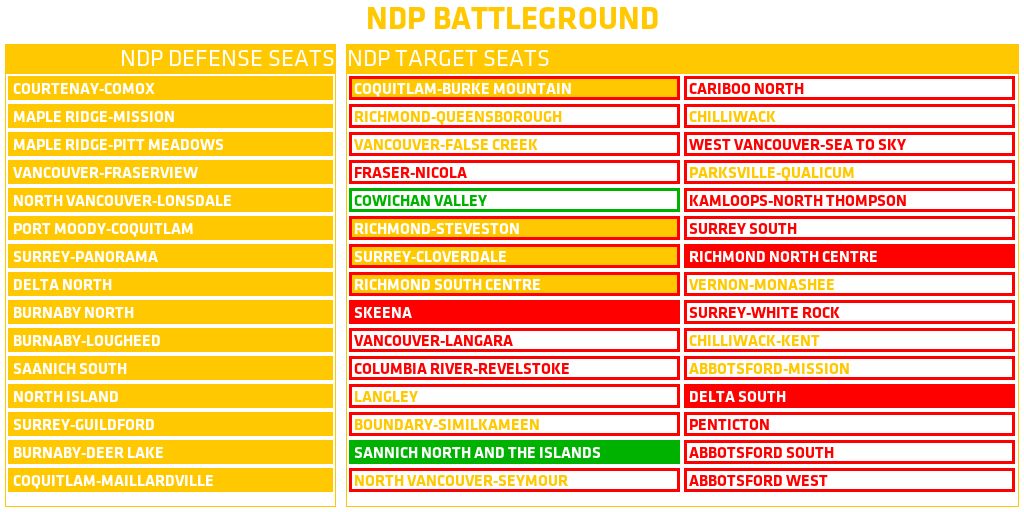 NDP BATTLEGROUND
NDP DEFENSE SEATS
COURTENAY-COMOX
MAPLE RIDGE-MISSION
MAPLE RIDGE-PITT MEADOWS
VANCOUVER-FRASERVIEW
NORTH VANCOUVER-LONSDALE
PORT MOODY-COQUITLAM
SURREY-PANORAMA
DELTA NORTH
BURNABY NORTH
BURNABY-LOUGHEED
SAANICH SOUTH
NORTH ISLAND
SURREY-GUILDFORD
BURNABY-DEER LAKE
COQUITLAM-MAILLARDVILLE
NDP TARGET SEATS
COQUITLAM-BURKE MOUNTAIN
RICHMOND-QUEENSBOROUGH
VANCOUVER-FALSE CREEK
FRASER-NICOLA
COWICHAN VALLEY
RICHMOND-STEVESTON
SURREY-CLOVERDALE
RICHMOND SOUTH CENTRE
SKEENA
VANCOUVER-LANGARA
COLUMBIA RIVER-REVELSTOKE
LANGLEY
BOUNDARY-SIMILKAMEEN
SANNICH NORTH AND THE ISLANDS
NORTH VANCOUVER-SEYMOUR
CARIBOO NORTH
CHILLIWACK
WEST VANCOUVER-SEA TO SKY
PARKSVILLE-QUALICUM
KAMLOOPS-NORTH THOMPSON
SURREY SOUTH
RICHMOND NORTH CENTRE
VERNON-MONASHEE
SURREY-WHITE ROCK
CHILLIWACK-KENT
ABBOTSFORD-MISSION
DELTA SOUTH
PENTICTON
ABBOTSFORD SOUTH
ABBOTSFORD WEST